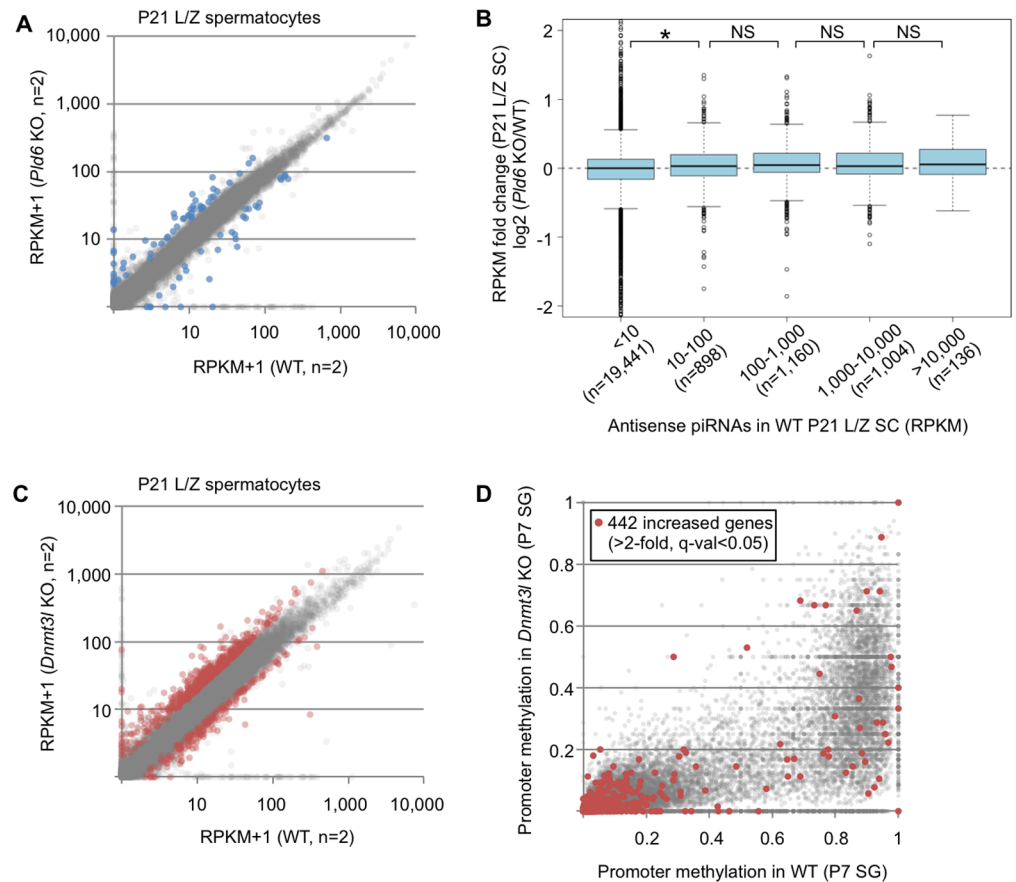 A
P21 L/Z spermatocytes
RPKM+1 (Pld6 KO, n=2)
10,000
1,000
100
10
10
100
1,000
10,000
RPKM+1 (WT, n=2)
B
RPKM fold change (P21 L/Z SC)
log2 (Pld6 KO/WT)
2
1
0
-1
-2
*
NS
NS
NS
<10
(n=19,441)
10-100
(n=898)
100-1,000
(n=1,160)
1,000-10,000
(n=1,004)
>10,000
(n=136)
Antisense piRNAs in WT P21 L/Z SC (RPKM)
C
P21 L/Z spermatocytes
RPKM+1 (Dnmt3l KO, n=2)
10,000
1,000
100
10
10
100
1,000
10,000
RPKM+1 (WT, n=2)
D
Promoter methylation in Dnmt3l KO (P7 SG)
1
0.8
0.6
0.4
0.2
442 increased genes
(>2-fold, q-val<0.05)
0.2
0.4
0.6
0.8
1
Promoter methylation in WT (P7 SG)